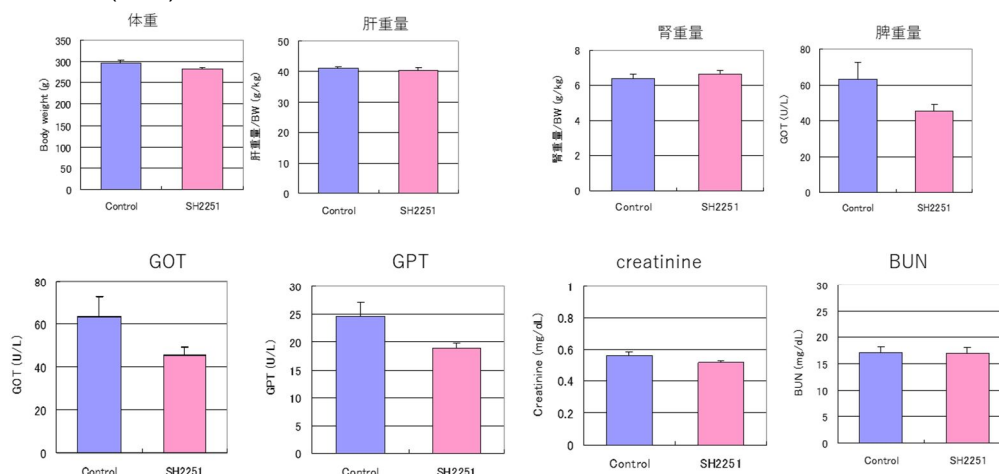 体重
350
300
250
200
150
100
50
0
Body weight (g)
Control SH2251
肝重量
50
40
30
20
10
0
肝重量/BW (g/kg)
Control SH2251
腎重量
8
6
4
2
0
腎重量/BW (g/kg)
Control SH2251
脾重量
80
60
40
20
0
GOT (U/L)
Control SH2251
GOT
80
60
40
20
0
GOT (U/L)
Control SH2251
GPT
30
25
20
15
10
5
0
GPT (U/L)
Control SH2251
creatinine
1
0.8
0.6
0.4
0.2
0
Creatinine (mg/dL)
Control SH2251
BUN
30
25
20
15
10
5
0
BUN (mg/dL)
Control SH2251